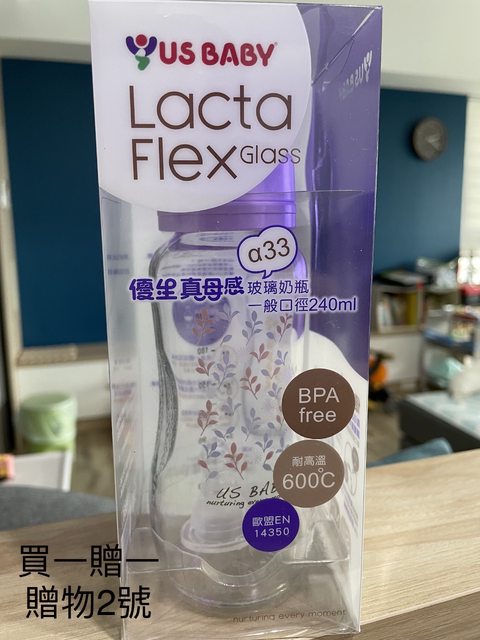 US BABY
Lacta
Flex Glass
α33
優生真母感 玻璃奶瓶
一般口徑240ml
BPA
free
耐高溫
600℃
歐盟EN
14350
US BABY
nurturing every
買一贈一
贈物2號
nurturing every moment